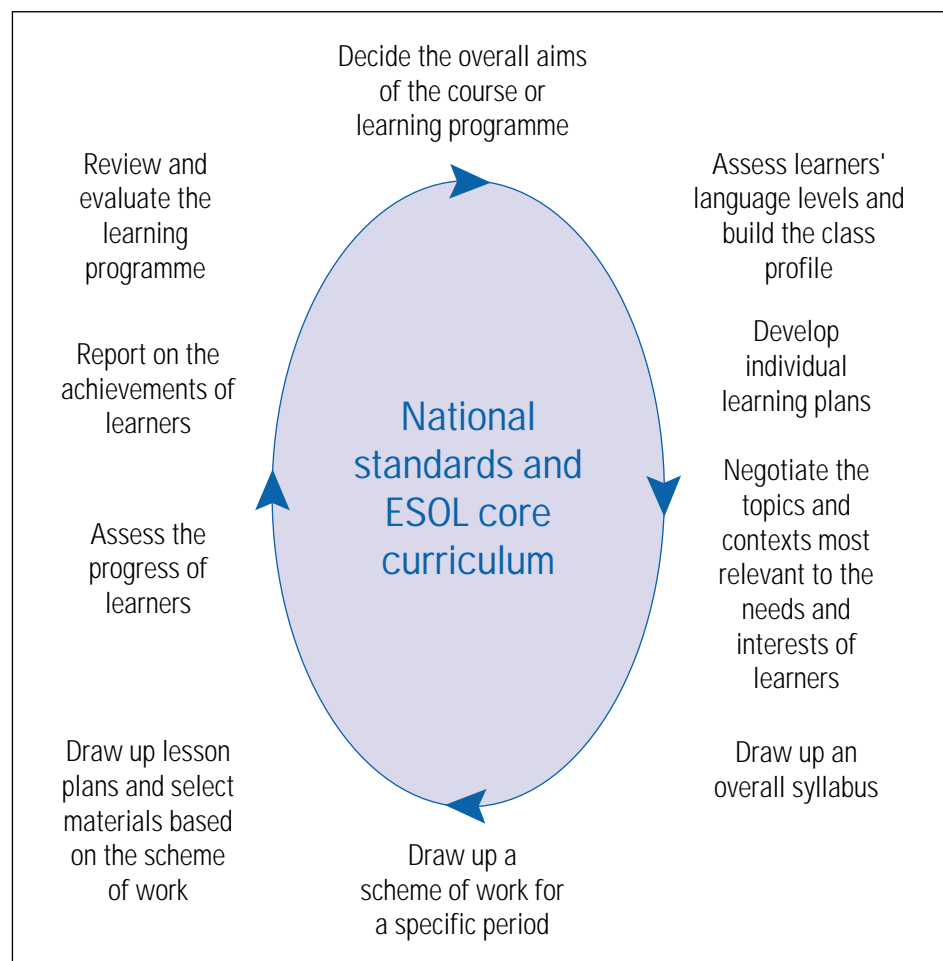 Decide the overall aims
of the course or
learning programme
Assess learners'
language levels and
build the class
profile
Develop
individual
learning plans
Negotiate the
topics and
contexts most
relevant to the
needs and
interests of
learners
Draw up an
overall syllabus
Draw up a
scheme of work for
a specific period
Draw up lesson
plans and select
materials based
on the scheme
of work
Assess the
progress of
learners
Report on the
achievements of
learners
Review and
evaluate the
learning
programme
National
standards and
ESOL core
curriculum